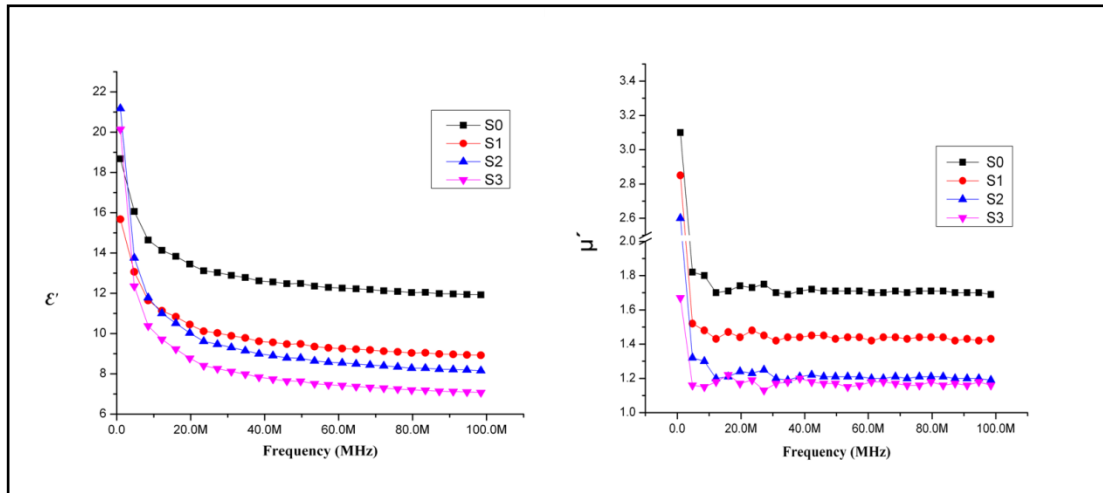 22
20
18
16
14
12
10
8
6
ε'
S0
S1
S2
S3
0.0 20.0M 40.0M 60.0M 80.0M 100.0M
Frequency (MHz)
3.4
3.2
3.0
2.8
2.6
2.0
1.8
1.6
1.4
1.2
1.0
μ´
S0
S1
S2
S3
0.0 20.0M 40.0M 60.0M 80.0M 100.0M
Frequency (MHz)